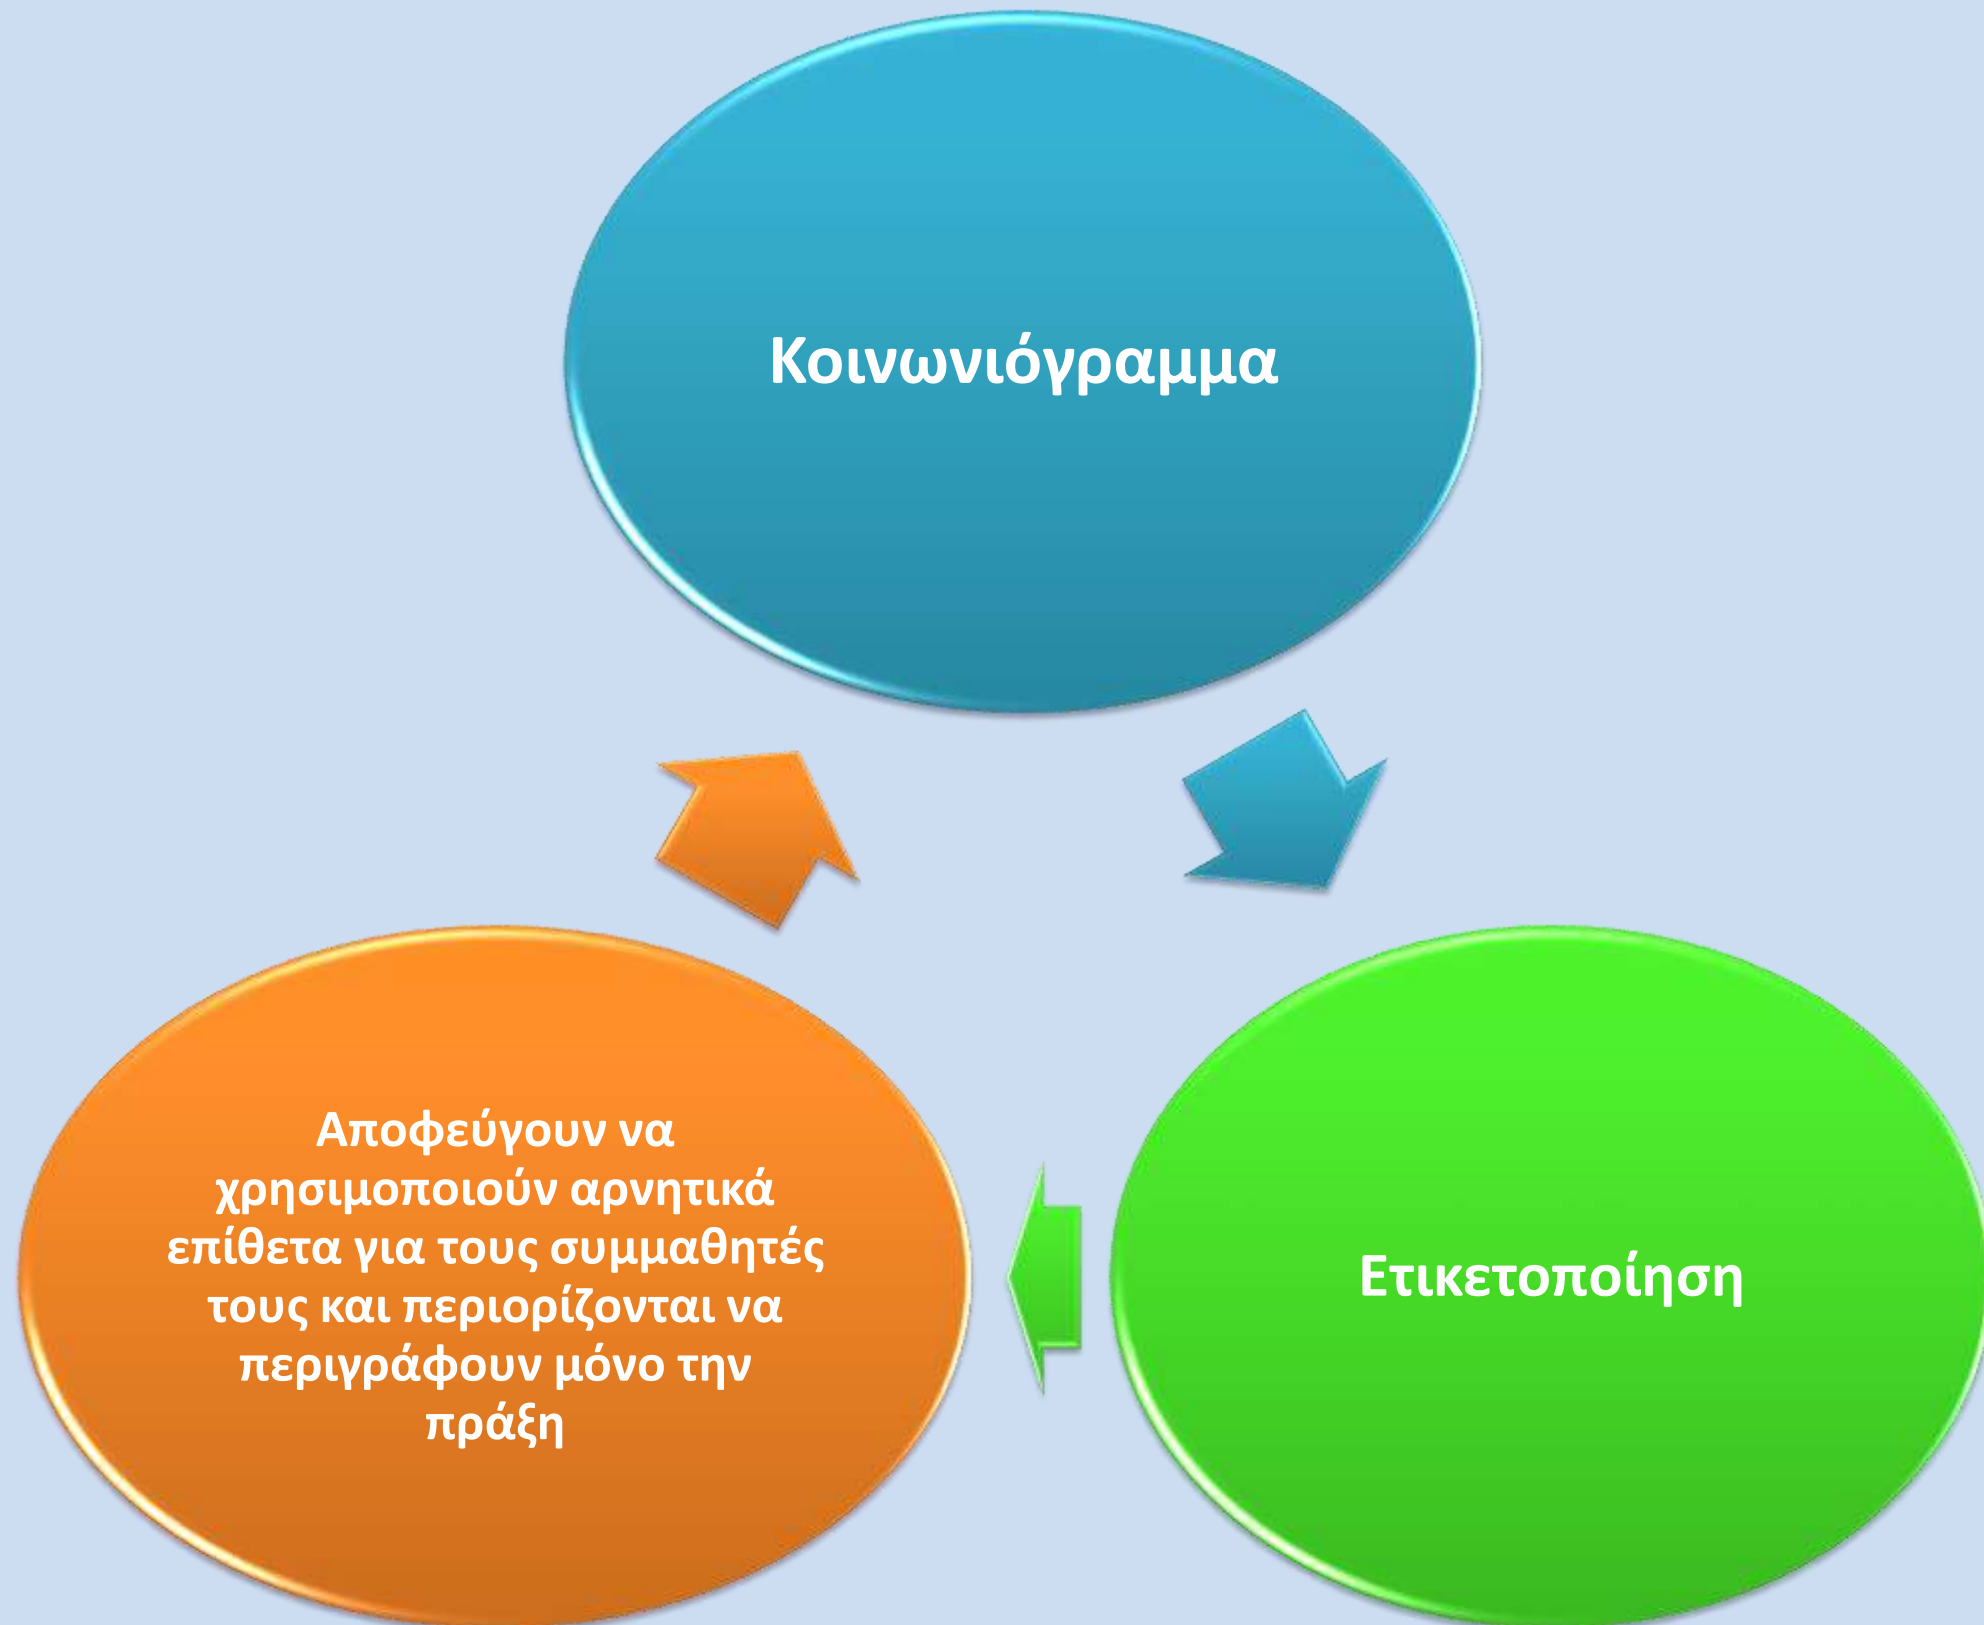 Κοινωνιόγραμμα
Ετικετοποίηση
Αποφεύγουν να
χρησιμοποιούν αρνητικά
επίθετα για τους συμμαθητές
τους και περιορίζονται να
περιγράφουν μόνο την
πράξη